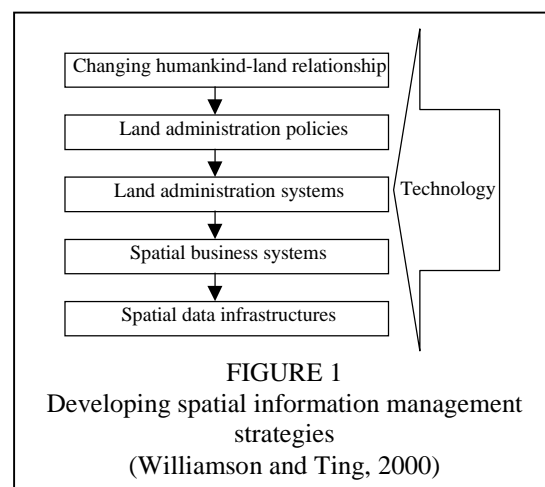 Changing humankind-land relationship
Land administration policies
Land administration systems
Technology
Spatial business systems
Spatial data infrastructures
FIGURE 1
Developing spatial information management
strategies
(Williamson and Ting, 2000)